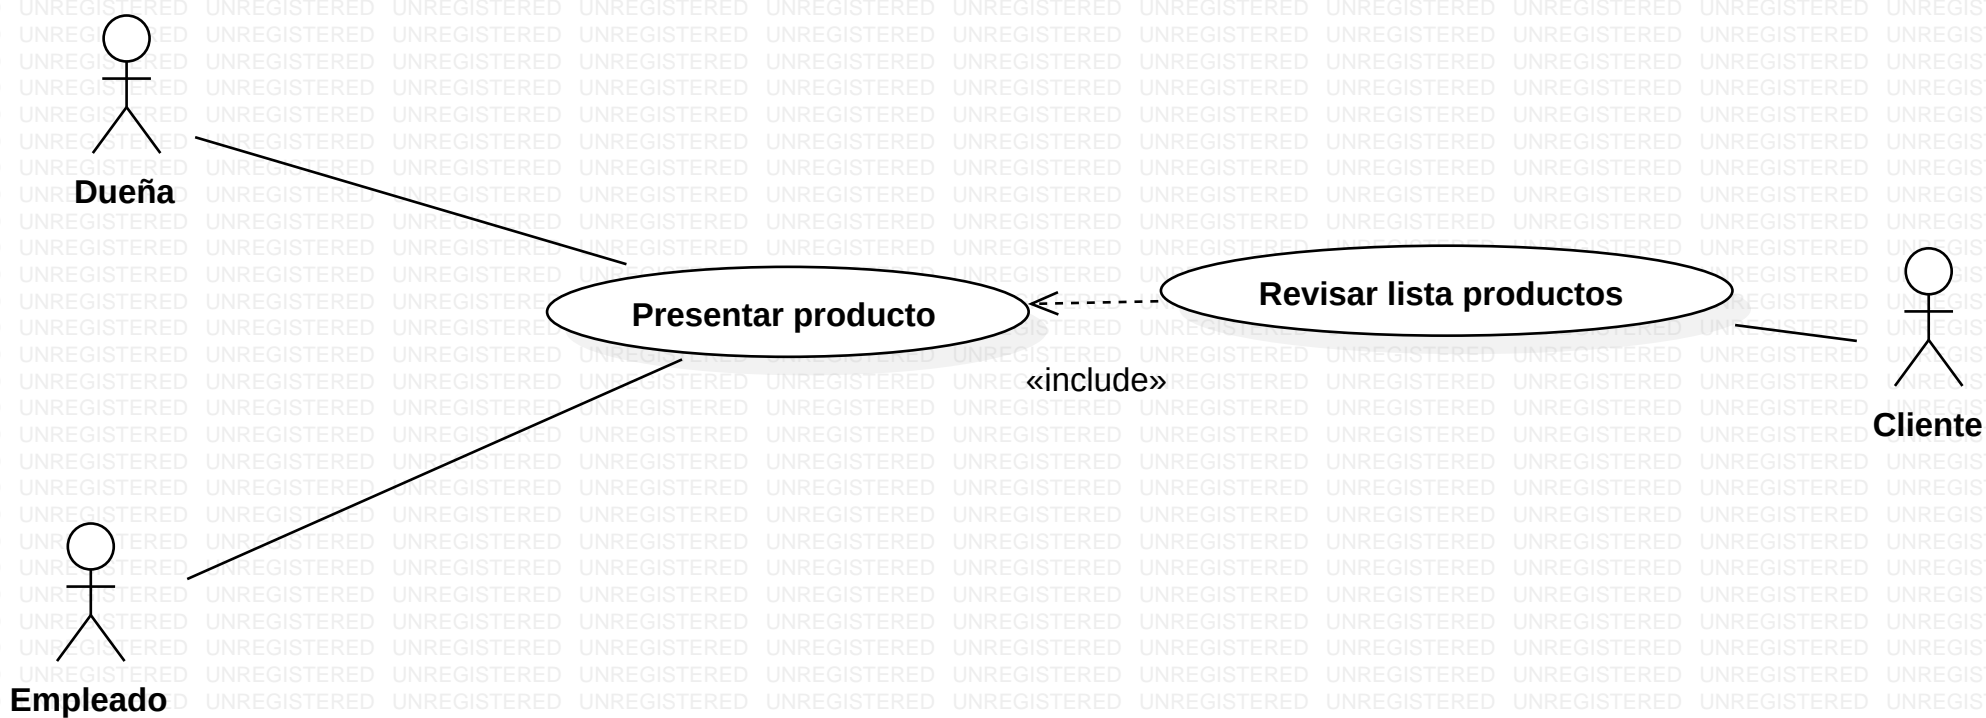 Dueña
Presentar producto
Revisar lista productos
«include»
Cliente
Empleado
UNREGISTERED